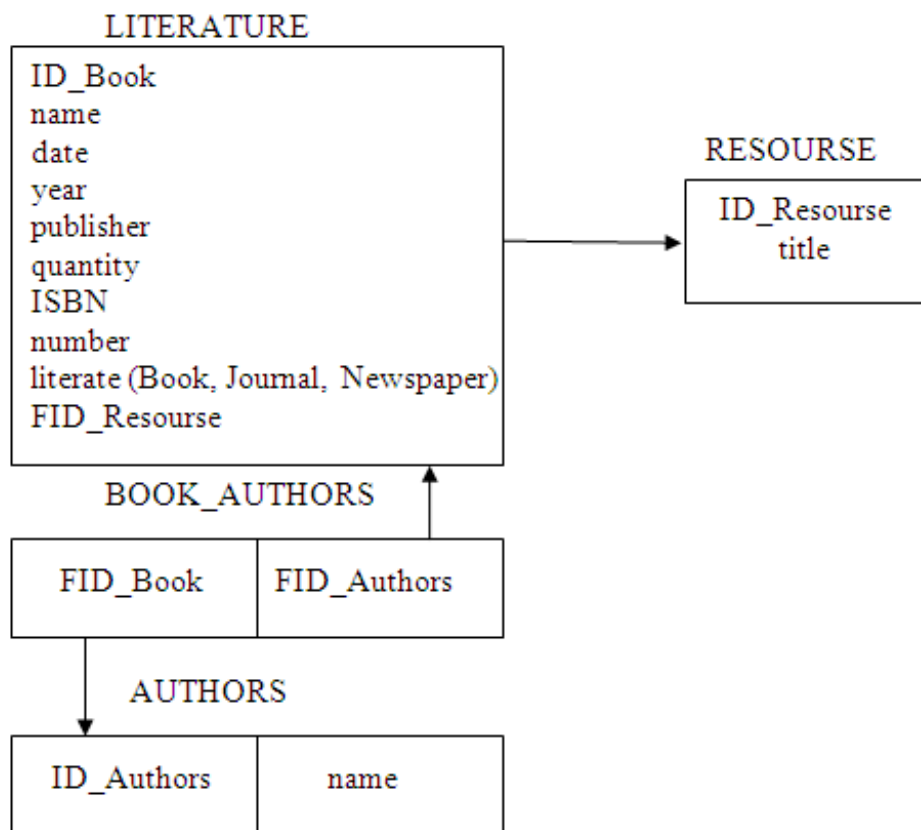 LITERATURE
ID_Book
name
date
year
publisher
quantity
ISBN
number
literate (Book, Journal, Newspaper)
FID_Resourse
RESOURSE
ID_Resourse
title
BOOK_AUTHORS
FID_Book
FID_Authors
AUTHORS
ID_Authors
name